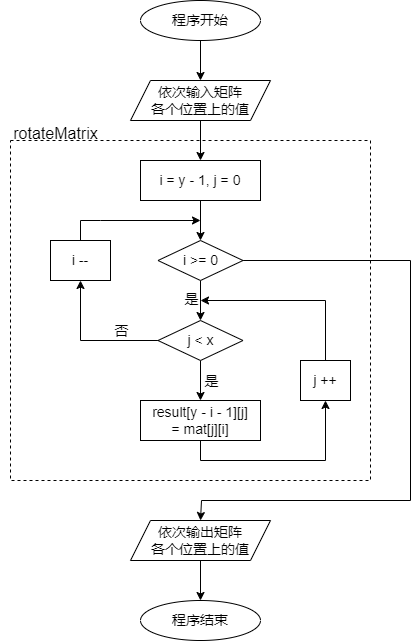 程序开始
依次输入矩阵
各个位置上的值
rotateMatrix
i = y - 1, j = 0
i --
i >= 0
是
否
j < x
是
j ++
result[y - i - 1][j]
= mat[j][i]
依次输出矩阵
各个位置上的值
程序结束